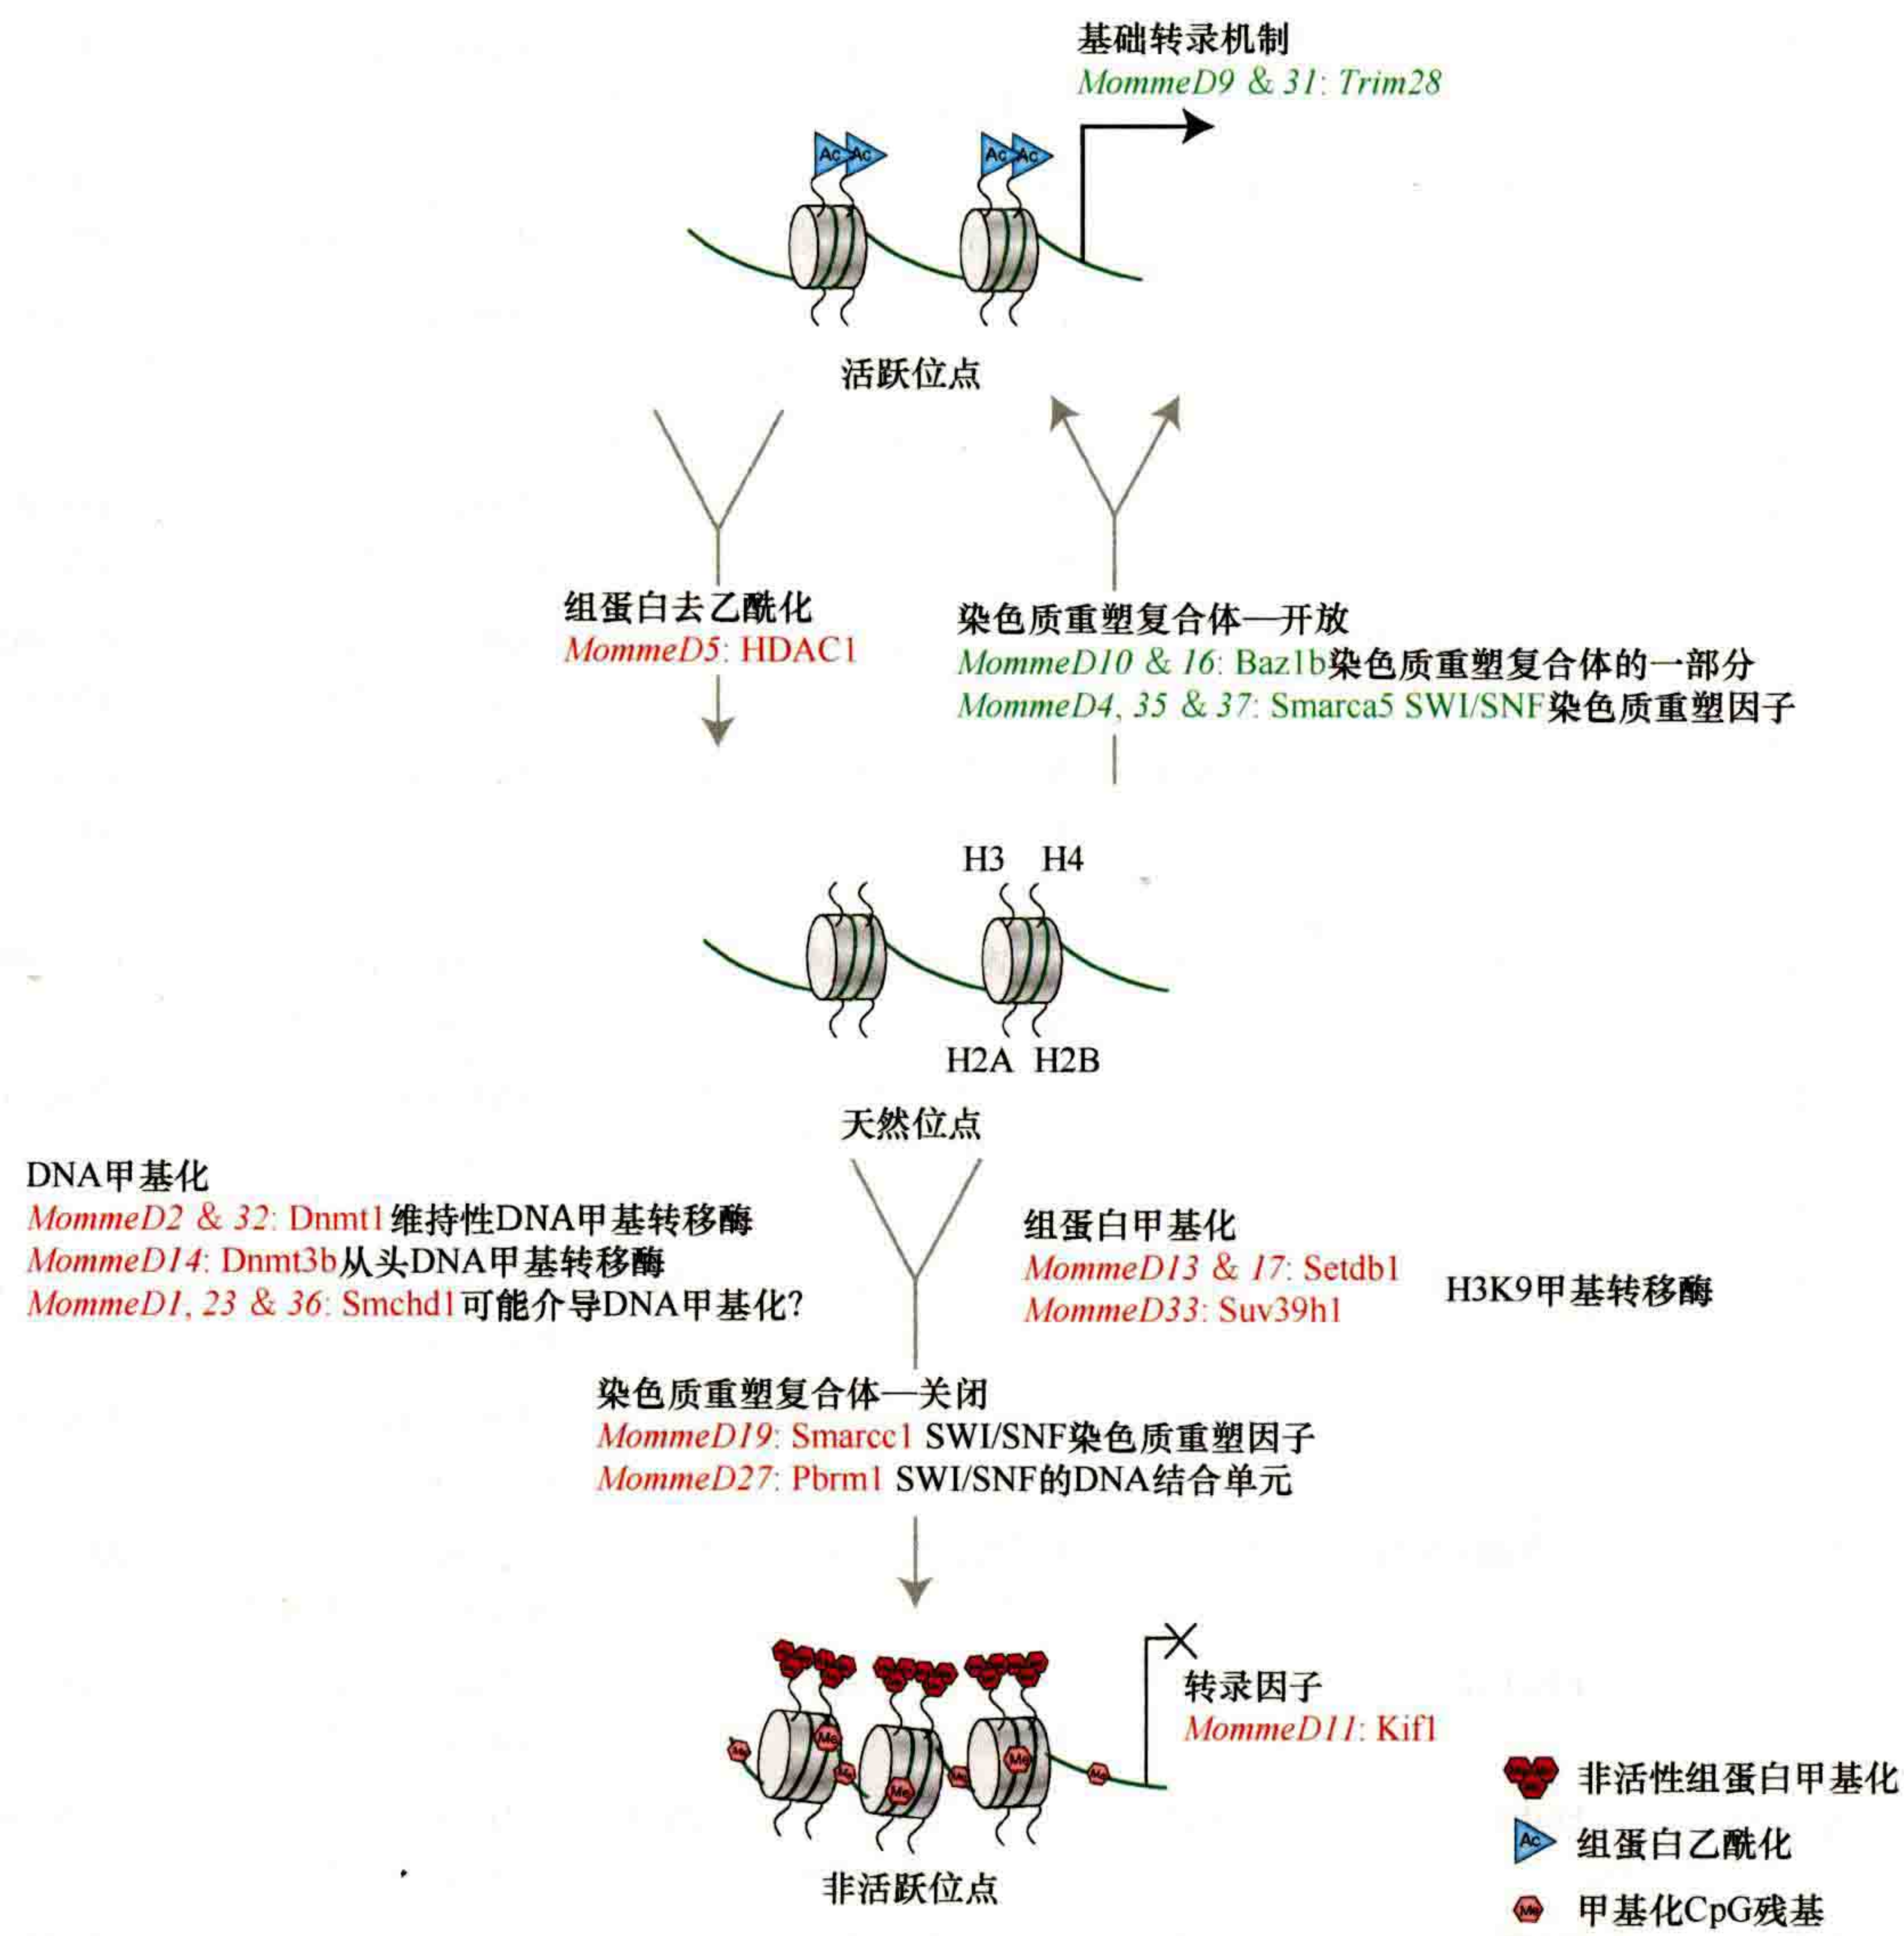 基础转录机制
MommeD9 & 31: Trim28
Ac Ac Ac Ac
活跃位点
组蛋白去乙酰化
MommeD5: HDAC1
染色质重塑复合体—开放
MommeD10 & 16: Baz1b染色质重塑复合体的一部分
MommeD4, 35 & 37: Smarca5 SWI/SNF染色质重塑因子
H3 H4
H2A H2B
天然位点
DNA甲基化
MommeD2 & 32: Dnmt1维持性DNA甲基转移酶
MommeD14: Dnmt3b从头DNA甲基转移酶
MommeD1, 23 & 36: Smchd1可能介导DNA甲基化?
组蛋白甲基化
MommeD13 & 17: Setdb1
MommeD33: Suv39h1
H3K9甲基转移酶
染色质重塑复合体—关闭
MommeD19: Smarcc1 SWI/SNF染色质重塑因子
MommeD27: Pbrm1 SWI/SNF的DNA结合单元
转录因子
MommeD11: Kif1
Me Me Me Me Me Me Me
非活跃位点
非活性组蛋白甲基化
Ac 组蛋白乙酰化
Me 甲基化CpG残基